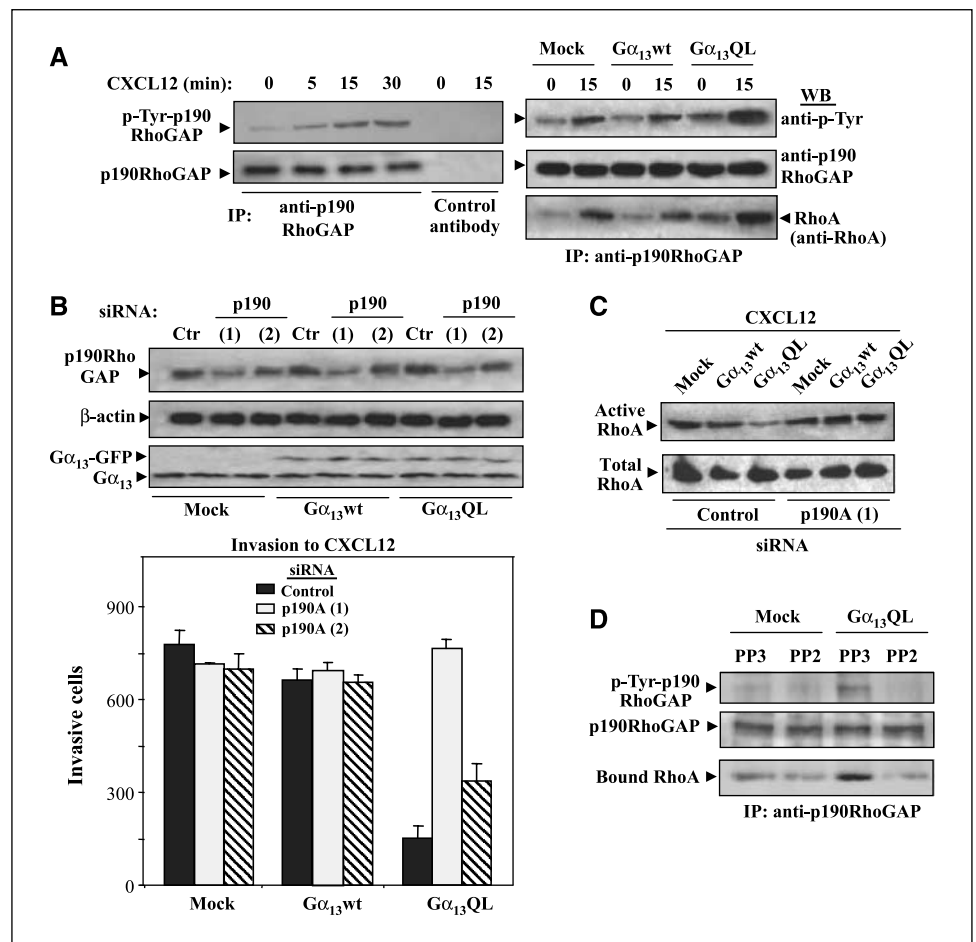 A
CXCL12 (min): 0 5 15 30 0 15
p-Tyr-p190
RhoGAP
p190RhoGAP
IP: anti-p190
RhoGAP
Control
antibody
Mock Gα13wt Gα13QL
0 15 0 15 0 15
WB
anti-p-Tyr
anti-p190
RhoGAP
RhoA
(anti-RhoA)
IP: anti-p190RhoGAP
B
siRNA: p190 p190 p190
Ctr (1) (2) Ctr (1) (2) Ctr (1) (2)
p190Rho
GAP
β-actin
Gα13-GFP
Gα13
Mock Gα13wt Gα13QL
Invasion to CXCL12
siRNA
Control
p190A (1)
p190A (2)
Invasive cells
900
600
300
0
Mock Gα13wt Gα13QL
C
CXCL12
Mock Gα13wt Gα13QL Mock Gα13wt Gα13QL
Active
RhoA
Total
RhoA
Control p190A (1)
siRNA
D
Mock Gα13QL
PP3 PP2 PP3 PP2
p-Tyr-p190
RhoGAP
p190RhoGAP
Bound RhoA
IP: anti-p190RhoGAP